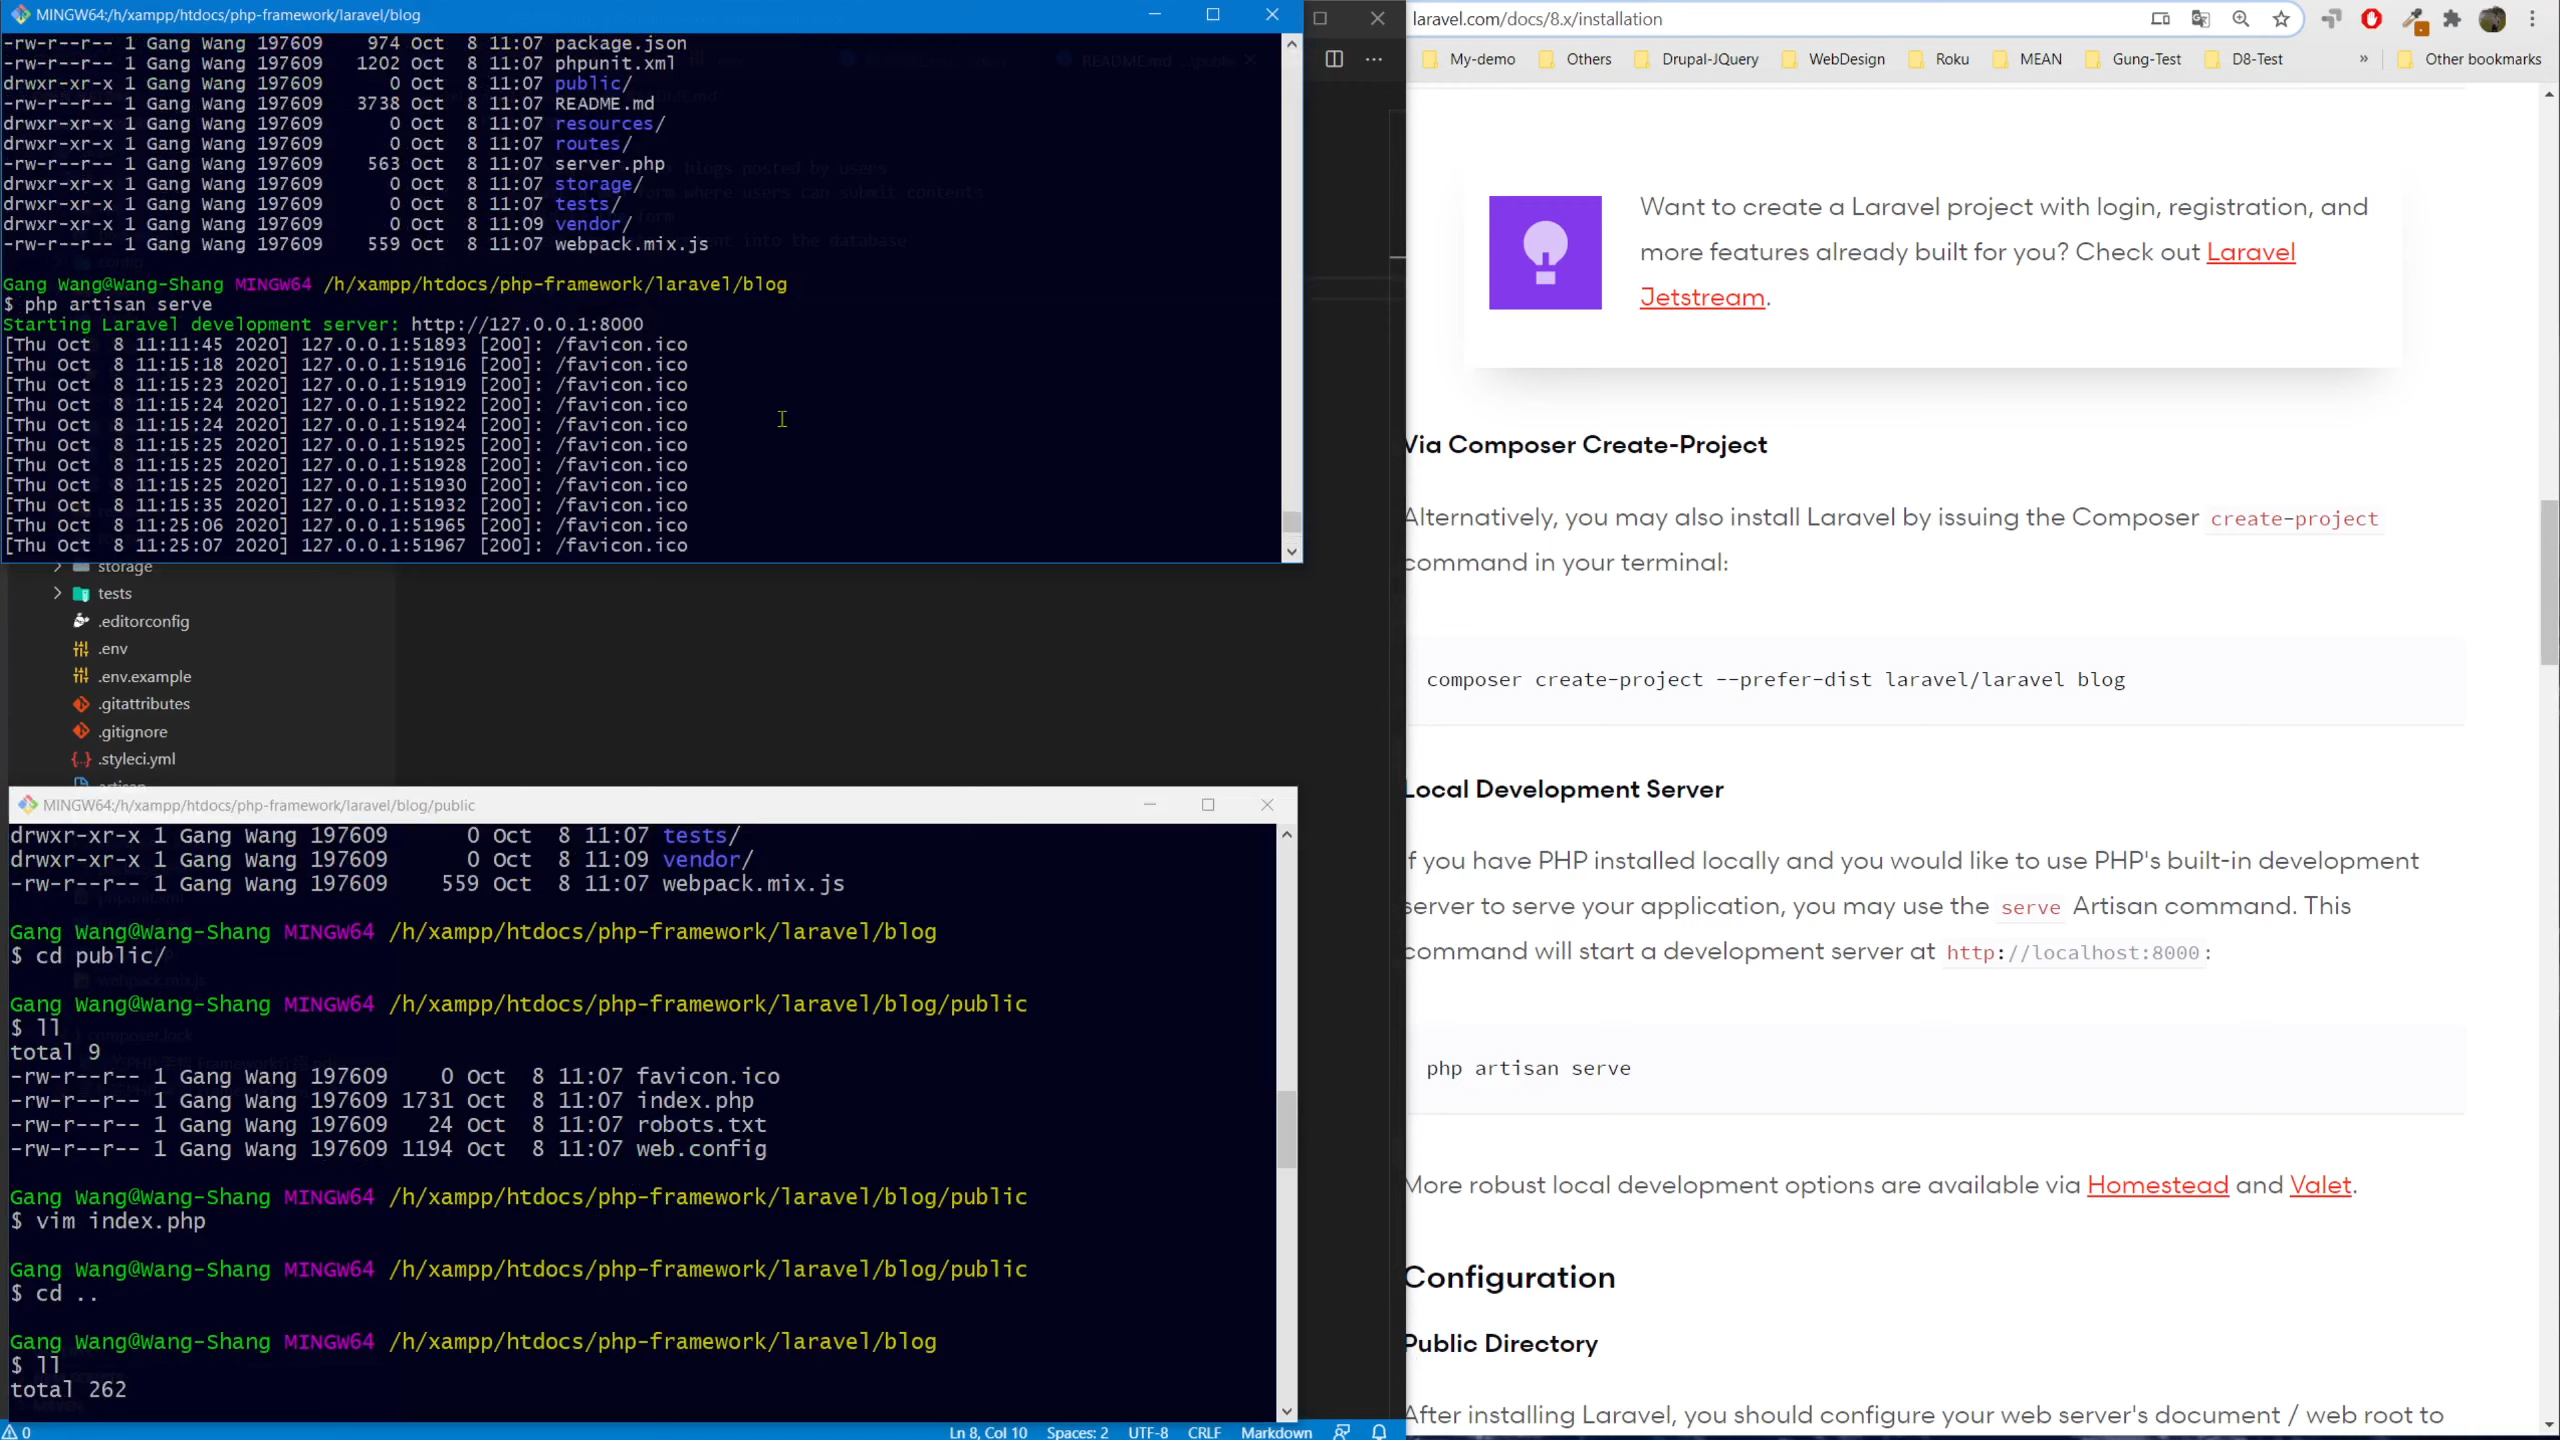 MINGW64:/h/xampp/htdocs/php-framework/laravel/blog
-rw-r--r-- 1 Gang Wang 197609    974 Oct  8 11:07 package.json
-rw-r--r-- 1 Gang Wang 197609   1202 Oct  8 11:07 phpunit.xml
drwxr-xr-x 1 Gang Wang 197609      0 Oct  8 11:07 public/
-rw-r--r-- 1 Gang Wang 197609   3738 Oct  8 11:07 README.md
drwxr-xr-x 1 Gang Wang 197609      0 Oct  8 11:07 resources/
drwxr-xr-x 1 Gang Wang 197609      0 Oct  8 11:07 routes/
-rw-r--r-- 1 Gang Wang 197609    563 Oct  8 11:07 server.php
drwxr-xr-x 1 Gang Wang 197609      0 Oct  8 11:07 storage/
drwxr-xr-x 1 Gang Wang 197609      0 Oct  8 11:07 tests/
drwxr-xr-x 1 Gang Wang 197609      0 Oct  8 11:09 vendor/
-rw-r--r-- 1 Gang Wang 197609    559 Oct  8 11:07 webpack.mix.js
Gang Wang@Wang-Shang MINGW64 /h/xampp/htdocs/php-framework/laravel/blog
$ php artisan serve
Starting Laravel development server: http://127.0.0.1:8000
[Thu Oct  8 11:11:45 2020] 127.0.0.1:51893 [200]: /favicon.ico
[Thu Oct  8 11:15:18 2020] 127.0.0.1:51916 [200]: /favicon.ico
[Thu Oct  8 11:15:23 2020] 127.0.0.1:51919 [200]: /favicon.ico
[Thu Oct  8 11:15:24 2020] 127.0.0.1:51922 [200]: /favicon.ico
[Thu Oct  8 11:15:24 2020] 127.0.0.1:51924 [200]: /favicon.ico
[Thu Oct  8 11:15:25 2020] 127.0.0.1:51925 [200]: /favicon.ico
[Thu Oct  8 11:15:25 2020] 127.0.0.1:51928 [200]: /favicon.ico
[Thu Oct  8 11:15:25 2020] 127.0.0.1:51930 [200]: /favicon.ico
[Thu Oct  8 11:15:35 2020] 127.0.0.1:51932 [200]: /favicon.ico
[Thu Oct  8 11:25:06 2020] 127.0.0.1:51965 [200]: /favicon.ico
[Thu Oct  8 11:25:07 2020] 127.0.0.1:51967 [200]: /favicon.ico
README.md
blogs posted by users
where users can submit contents
into the database
storage
tests
.editorconfig
.env
.env.example
.gitattributes
.gitignore
.styleci.yml
artisan
MINGW64:/h/xampp/htdocs/php-framework/laravel/blog/public
drwxr-xr-x 1 Gang Wang 197609      0 Oct  8 11:07 tests/
drwxr-xr-x 1 Gang Wang 197609      0 Oct  8 11:09 vendor/
-rw-r--r-- 1 Gang Wang 197609    559 Oct  8 11:07 webpack.mix.js
Gang Wang@Wang-Shang MINGW64 /h/xampp/htdocs/php-framework/laravel/blog
$ cd public/
Gang Wang@Wang-Shang MINGW64 /h/xampp/htdocs/php-framework/laravel/blog/public
$ ll
total 9
-rw-r--r-- 1 Gang Wang 197609    0 Oct  8 11:07 favicon.ico
-rw-r--r-- 1 Gang Wang 197609 1731 Oct  8 11:07 index.php
-rw-r--r-- 1 Gang Wang 197609   24 Oct  8 11:07 robots.txt
-rw-r--r-- 1 Gang Wang 197609 1194 Oct  8 11:07 web.config
Gang Wang@Wang-Shang MINGW64 /h/xampp/htdocs/php-framework/laravel/blog/public
$ vim index.php
Gang Wang@Wang-Shang MINGW64 /h/xampp/htdocs/php-framework/laravel/blog/public
$ cd ..
Gang Wang@Wang-Shang MINGW64 /h/xampp/htdocs/php-framework/laravel/blog
$ ll
total 262
0 Ln 8, Col 10 Spaces: 2 UTF-8 CRLF Markdown
laravel.com/docs/8.x/installation
My-demo Others Drupal-JQuery WebDesign Roku MEAN Gung-Test D8-Test » Other bookmarks
Want to create a Laravel project with login, registration, and
more features already built for you? Check out Laravel
Jetstream.
Via Composer Create-Project
Alternatively, you may also install Laravel by issuing the Composer create-project
command in your terminal:
composer create-project --prefer-dist laravel/laravel blog
Local Development Server
If you have PHP installed locally and you would like to use PHP's built-in development
server to serve your application, you may use the serve Artisan command. This
command will start a development server at http://localhost:8000:
php artisan serve
More robust local development options are available via Homestead and Valet.
Configuration
Public Directory
After installing Laravel, you should configure your web server's document / web root to